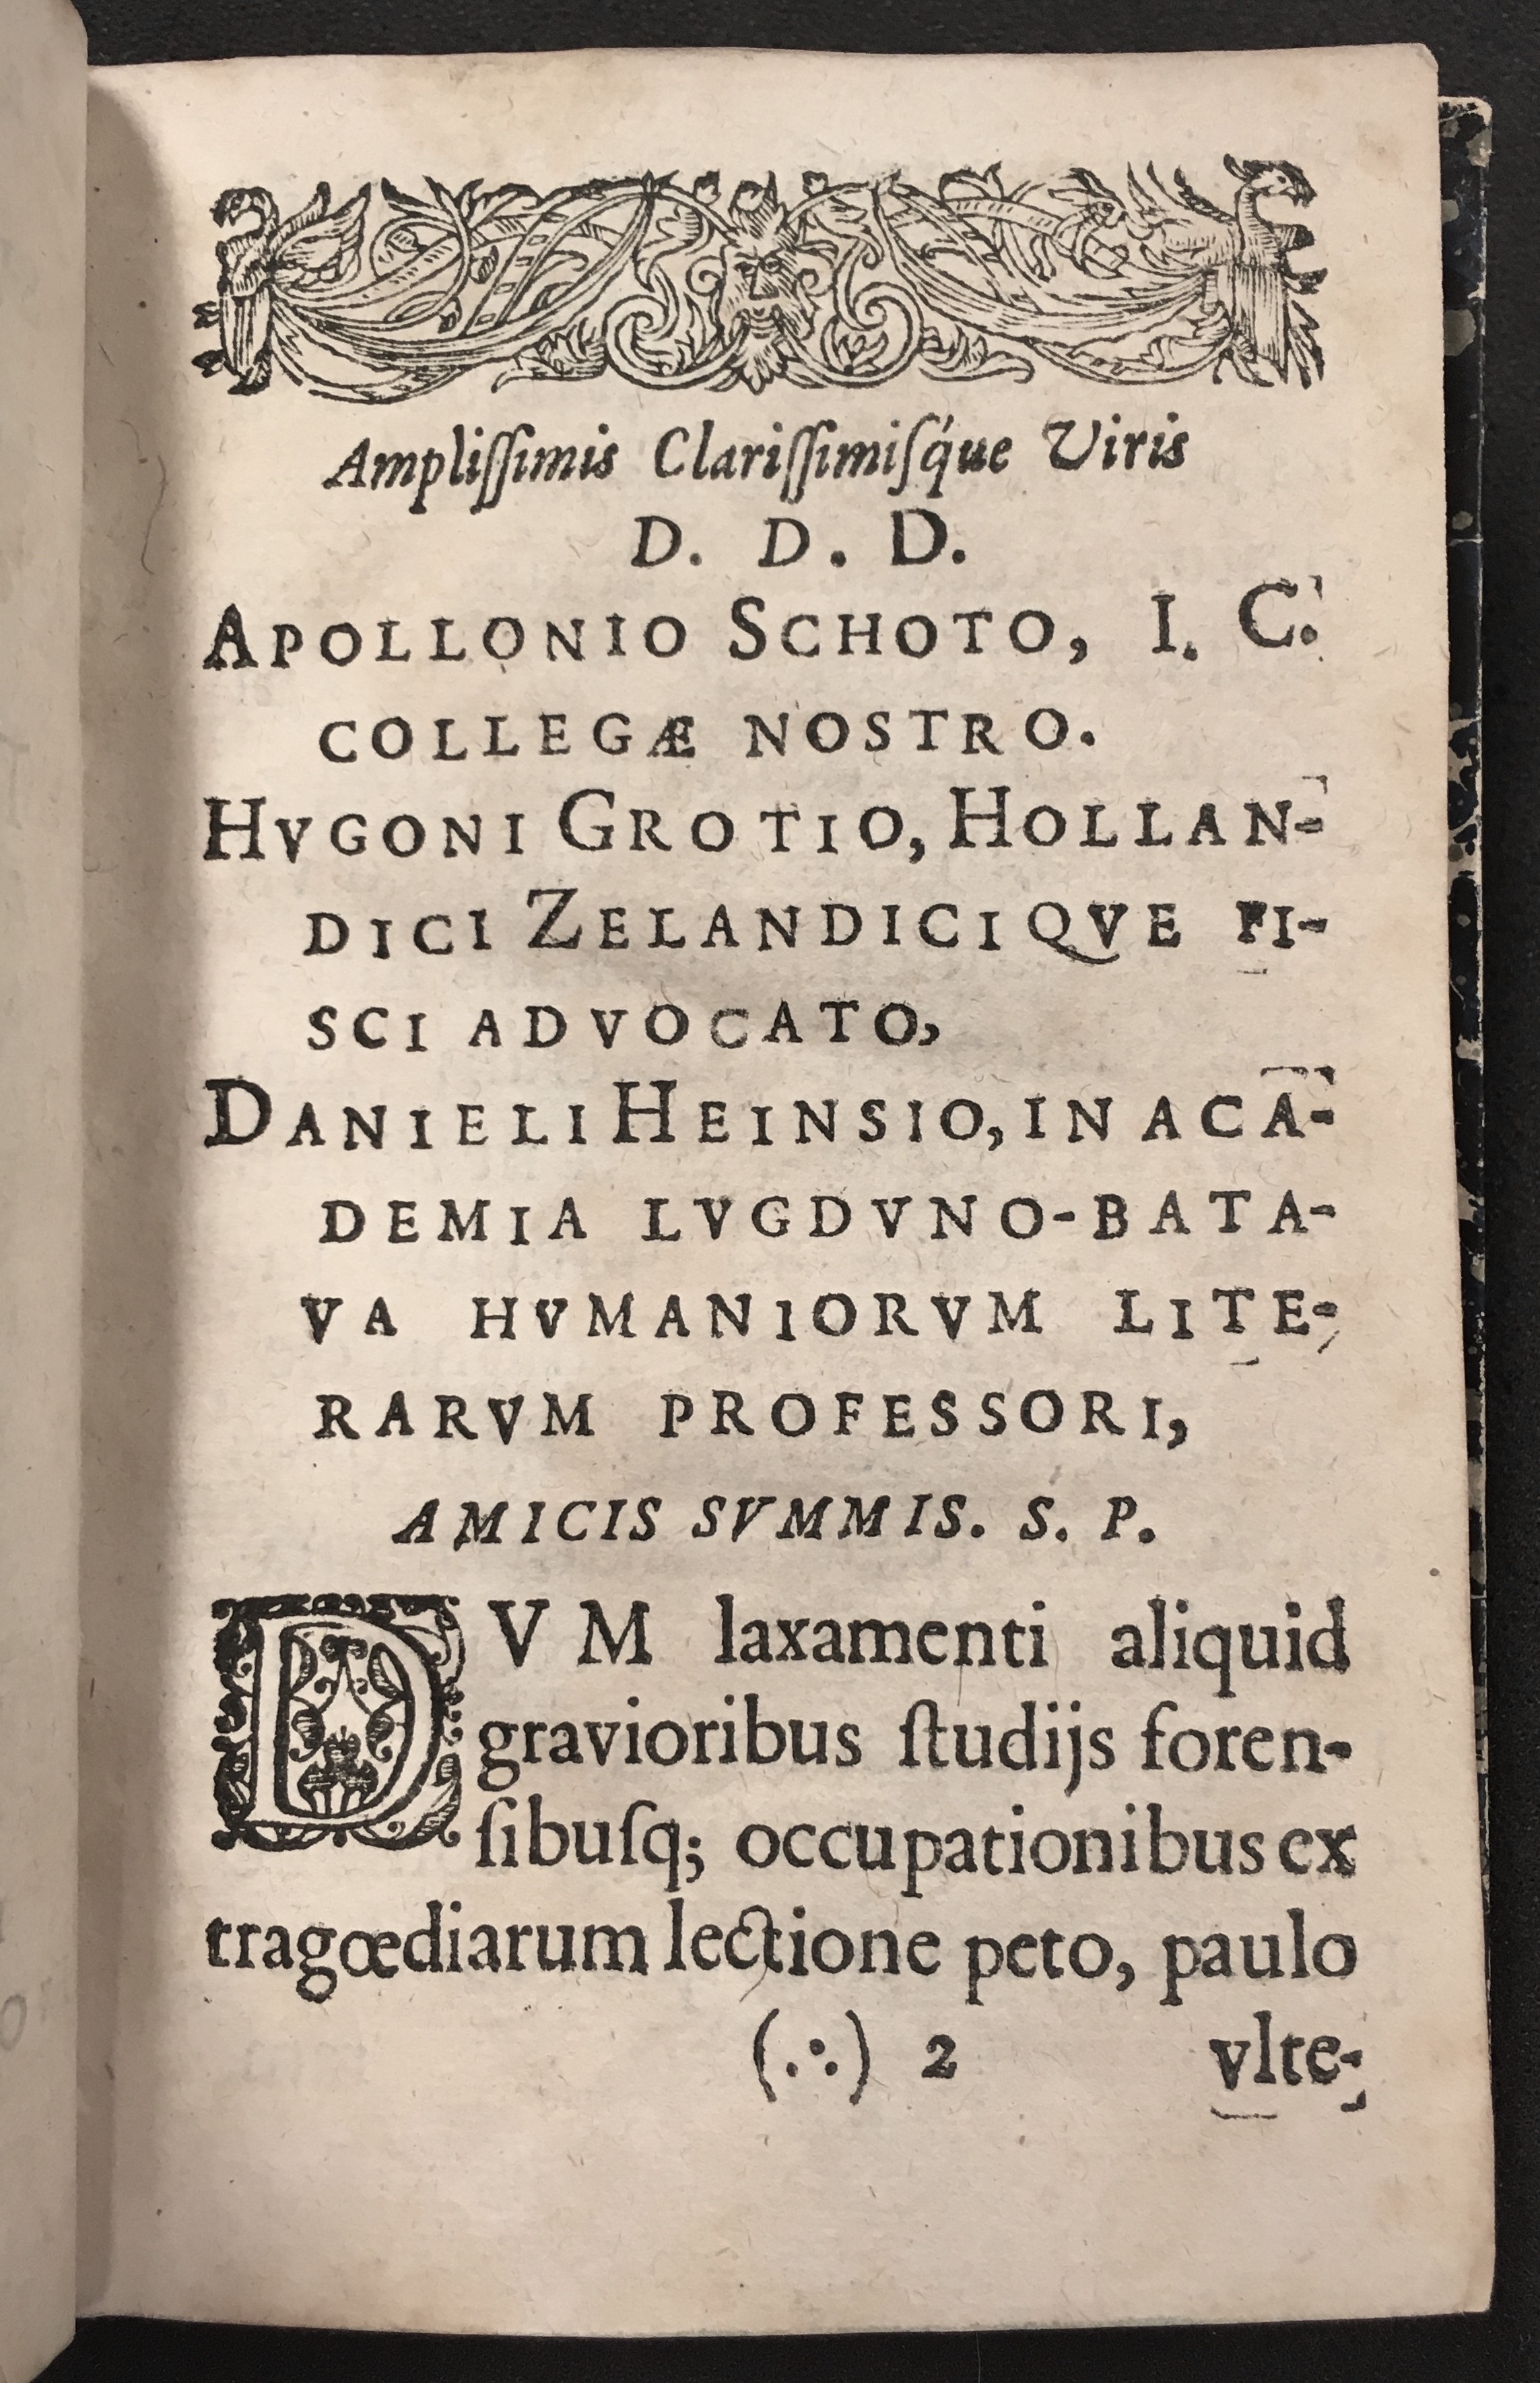 Ampliſſimis Clariſſimiſq́ue Viris
D. D. D.
APOLLONIO SCHOTO, I. C.
COLLEGÆ NOSTRO.
HVGONI GROTIO, HOLLAN-
DICI ZELANDICIQVE FI-
SCI ADVOCATO,
DANIELI HEINSIO, IN ACA-
DEMIA LVGDVNO-BATA-
VA HVMANIORVM LITE-
RARVM PROFESSORI,
AMICIS SVMMIS. S. P.
DVM laxamenti aliquid
gravioribus ſtudijs foren-
ſibuſq; occupationibus ex
tragœdiarum lectione peto, paulo
(∴) 2 vlte-